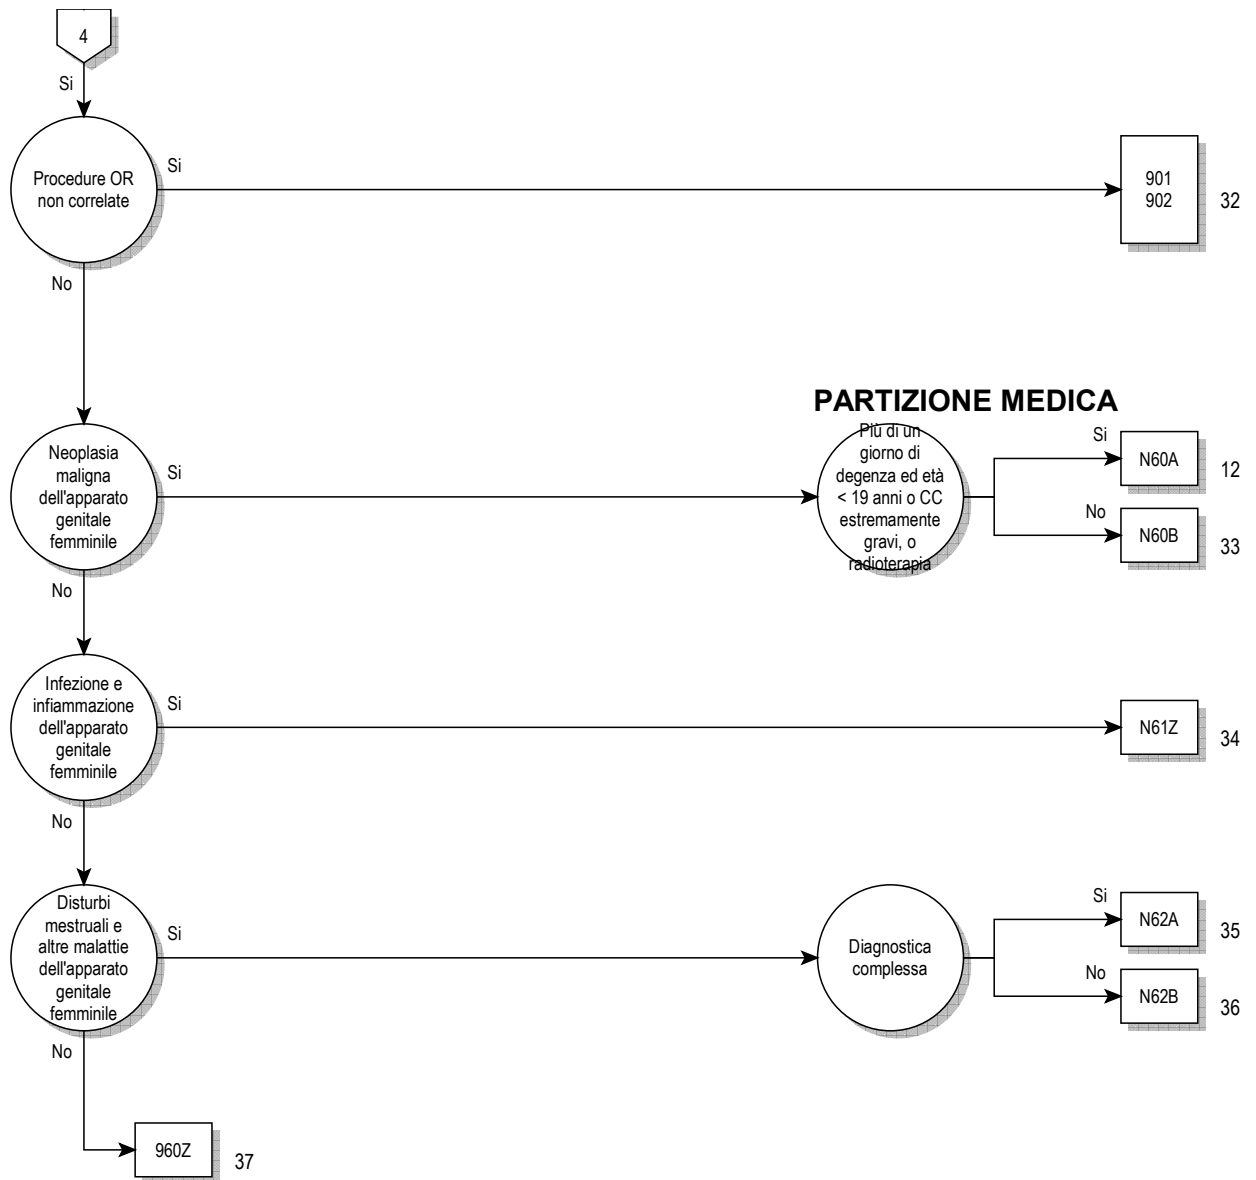 4
Si
Procedure OR
non correlate
Si
901
902
32
No
PARTIZIONE MEDICA
Neoplasia
maligna
dell'apparato
genitale
femminile
Si
Più di un
giorno di
degenza ed età
< 19 anni o CC
estremamente
gravi, o
radioterapia
Si
N60A
12
No
N60B
33
No
Infezione e
infiammazione
dell'apparato
genitale
femminile
Si
N61Z
34
No
Disturbi
mestruali e
altre malattie
dell'apparato
genitale
femminile
Si
Diagnostica
complessa
Si
N62A
35
No
N62B
36
No
960Z
37